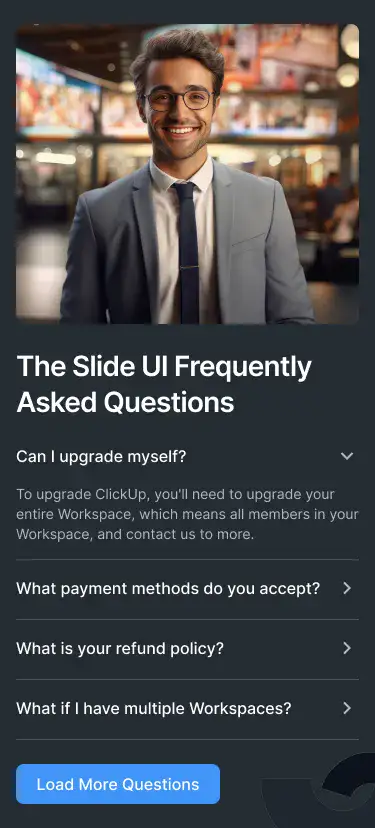 The Slide UI Frequently
Asked Questions
Can I upgrade myself?
To upgrade ClickUp, you'll need to upgrade your
entire Workspace, which means all members in your
Workspace, and contact us to more.
What payment methods do you accept?
What is your refund policy?
What if I have multiple Workspaces?
Load More Questions